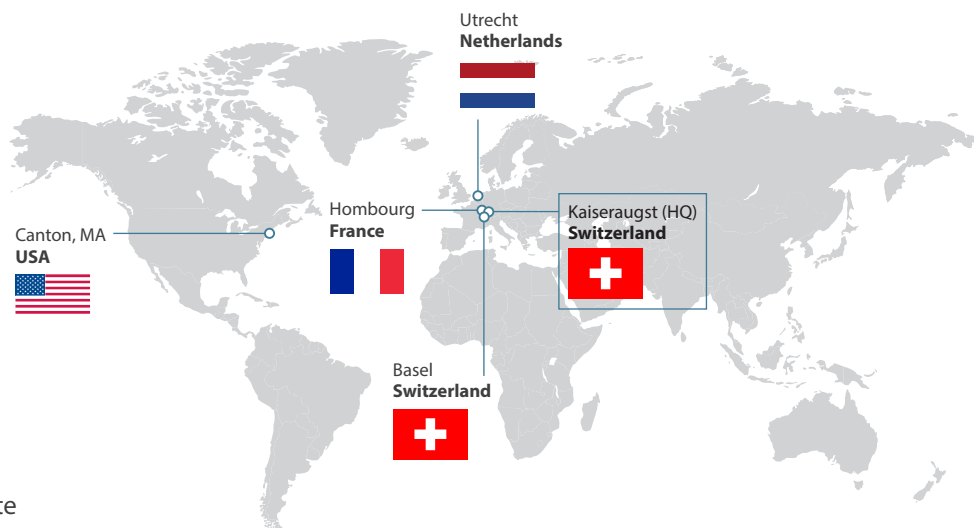 Utrecht
Netherlands
Hombourg
France
Kaiseraugst (HQ)
Switzerland
Canton, MA
USA
Basel
Switzerland